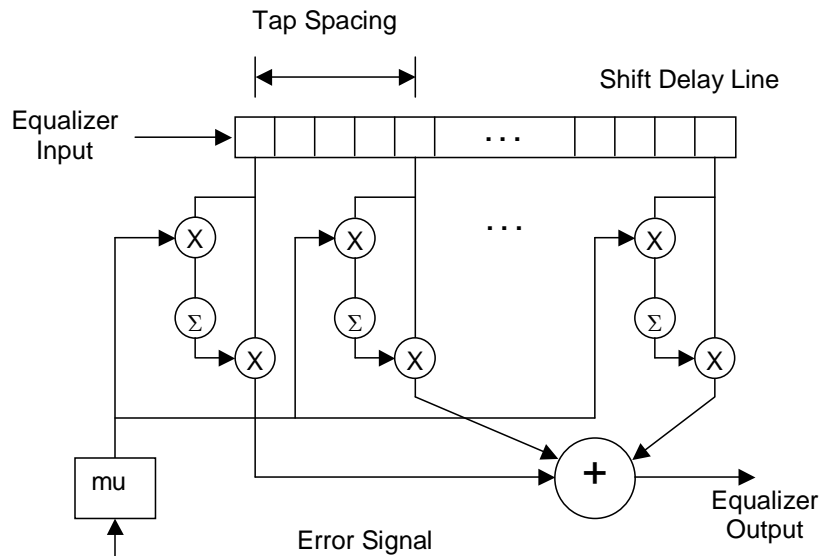 Tap Spacing
Shift Delay Line
Equalizer
Input
. . .
X
X
. . .
X
Σ
Σ
Σ
X
X
X
mu
+
Equalizer
Output
Error Signal